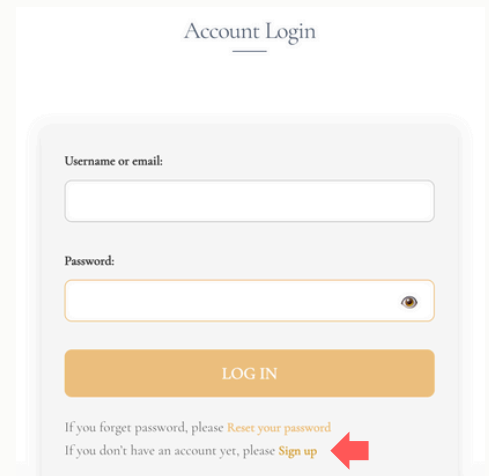 Account Login
Username or email:
Password:
LOG IN
If you forget password, please Reset your password
If you don't have an account yet, please Sign up